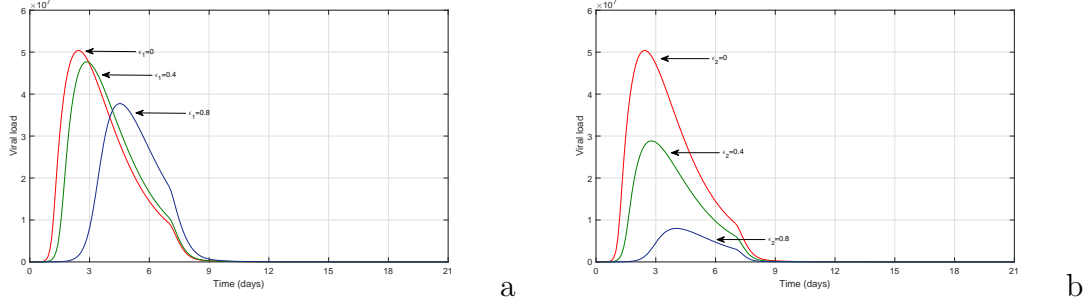 ×10⁷
6
5
4
3
2
1
0
Viral load
ϵ₁=0
ϵ₁=0.4
ϵ₁=0.8
0 3 6 9 12 15 18 21
Time (days)
a
×10⁷
6
5
4
3
2
1
0
Viral load
ϵ₂=0
ϵ₂=0.4
ϵ₂=0.8
0 3 6 9 12 15 18 21
Time (days)
b